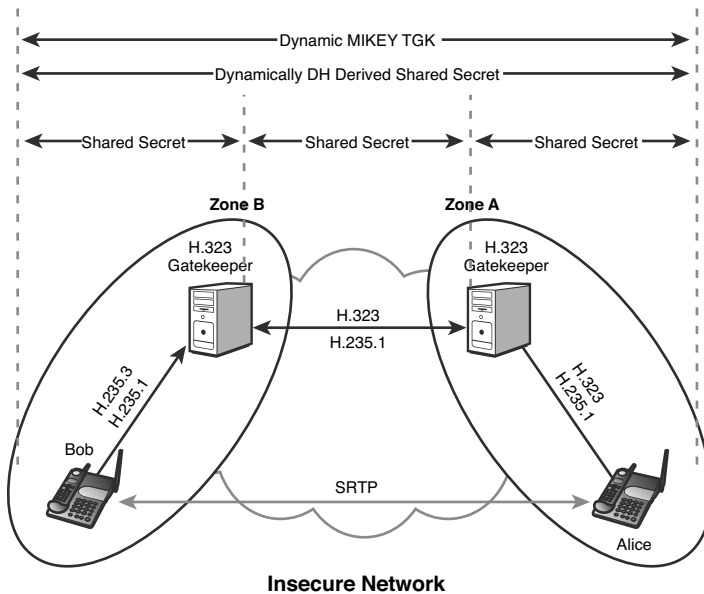 Dynamic MIKEY TGK
Dynamically DH Derived Shared Secret
Shared Secret
Shared Secret
Shared Secret
Zone B
Zone A
H.323
Gatekeeper
H.323
Gatekeeper
H.323
H.235.1
H.235.3
H.235.1
H.323
H.235.1
Bob
SRTP
Alice
Insecure Network